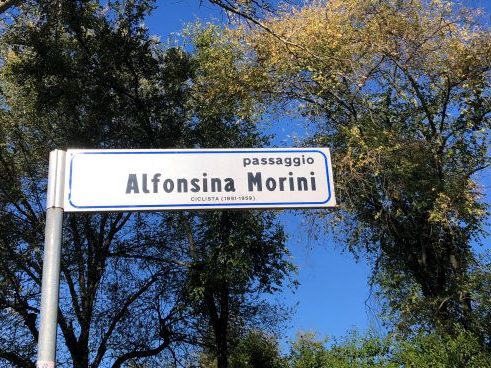 passaggio
Alfonsina Morini
CICLISTA (1891-1959)